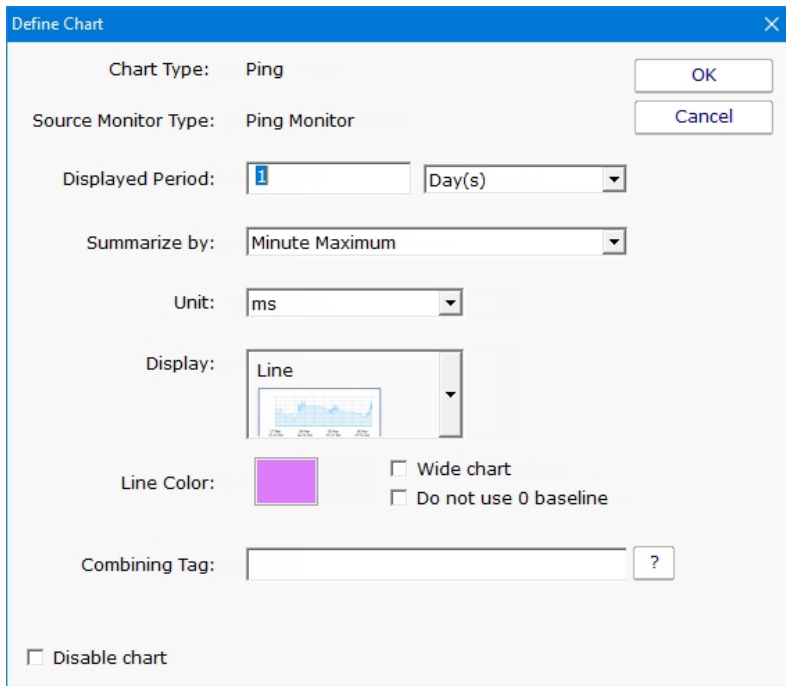 Define Chart
Chart Type: Ping
OK
Source Monitor Type: Ping Monitor
Cancel
Displayed Period: 1 Day(s)
Summarize by: Minute Maximum
Unit: ms
Display: Line
Line Color:
Wide chart
Do not use 0 baseline
Combining Tag: ?
Disable chart